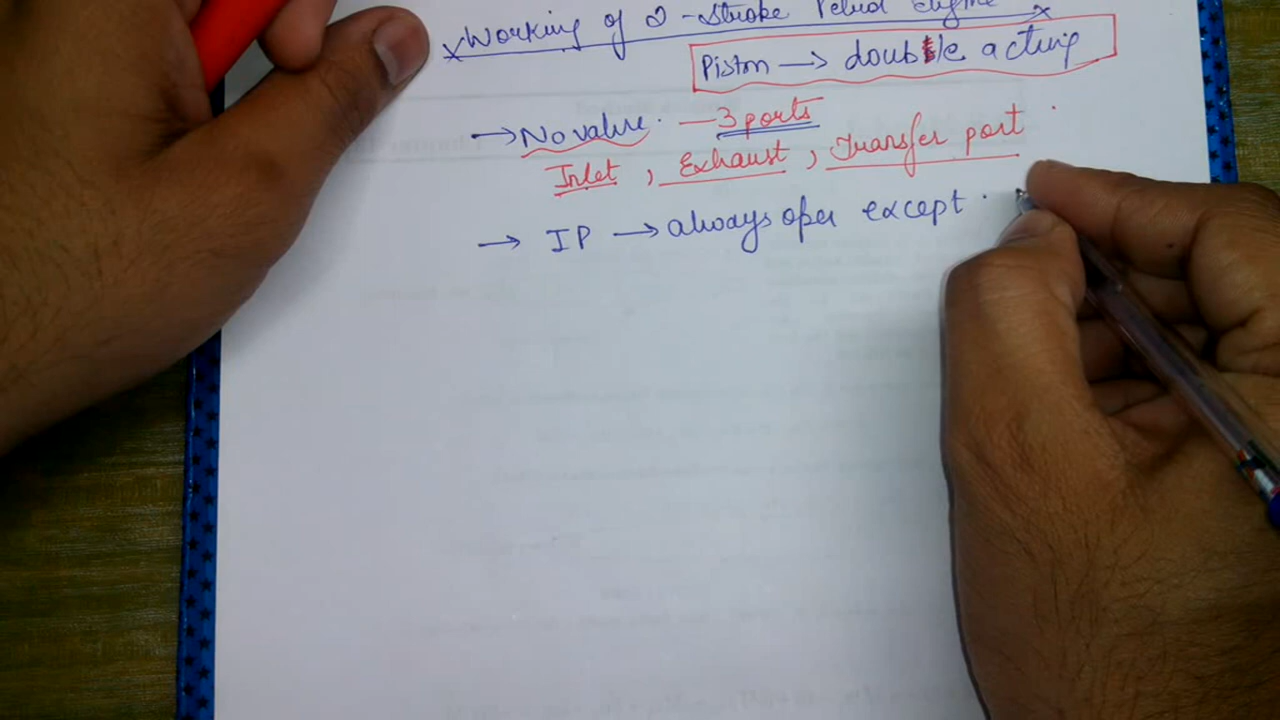 Working of 2-Stroke Petrol Engine
Piston → double acting
→ No valve. — 3 ports
Inlet, Exhaust, Transfer port
→ IP → always open except